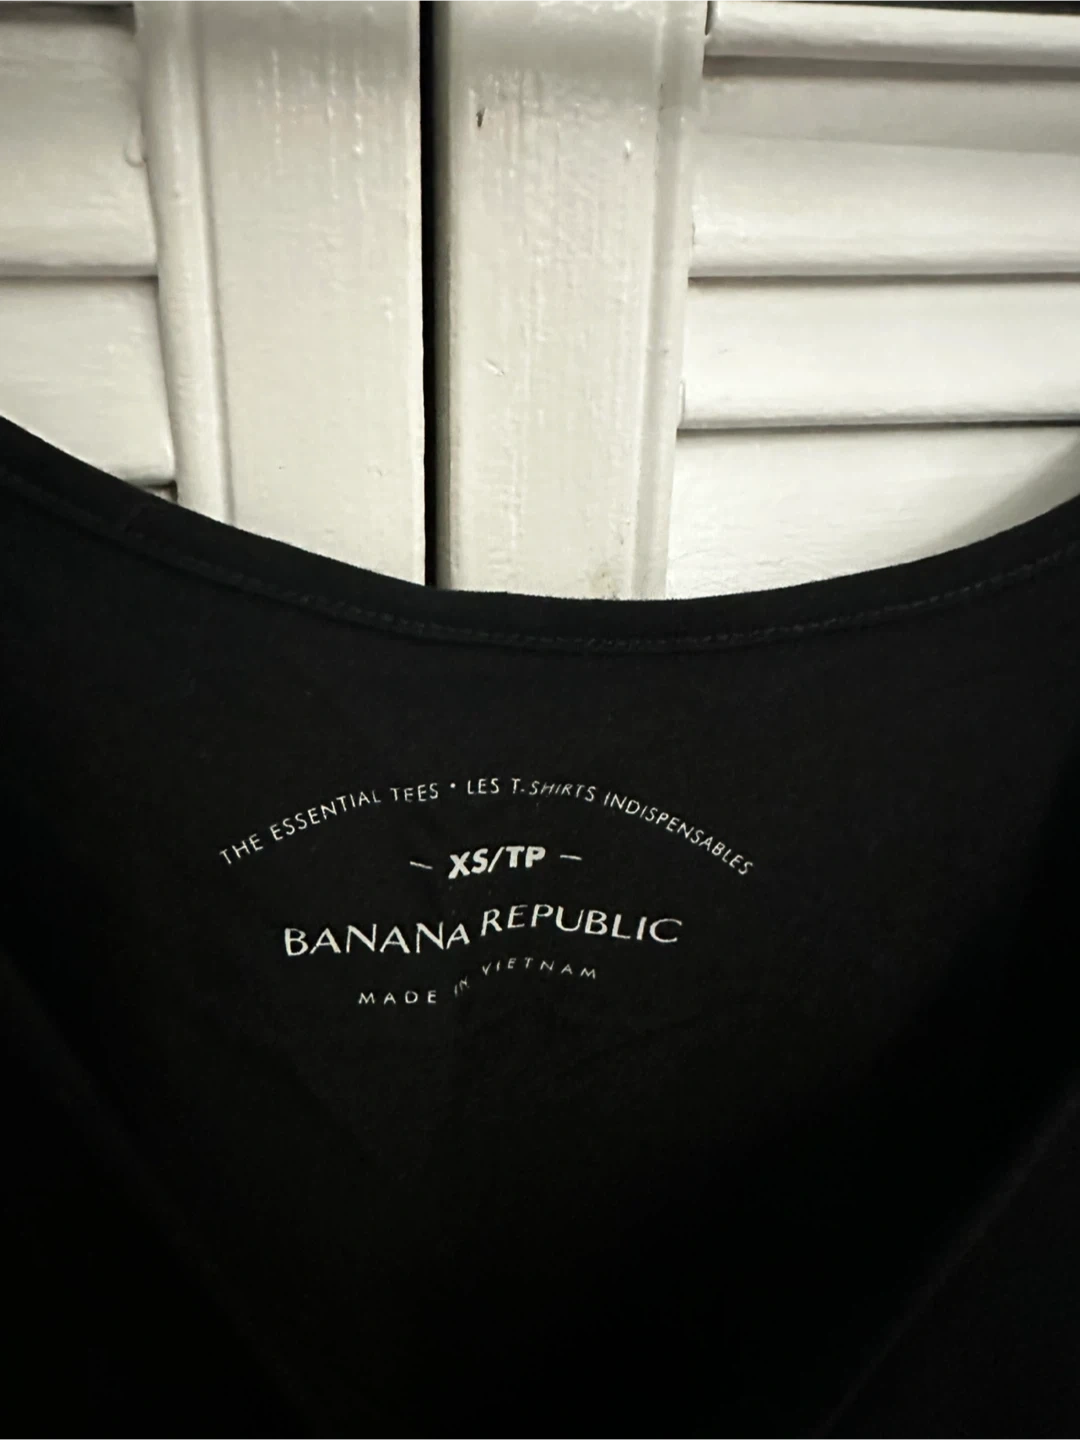 THE ESSENTIAL TEES • LES T-SHIRTS INDISPENSABLES
– XS/TP –
BANANA REPUBLIC
MADE IN VIETNAM